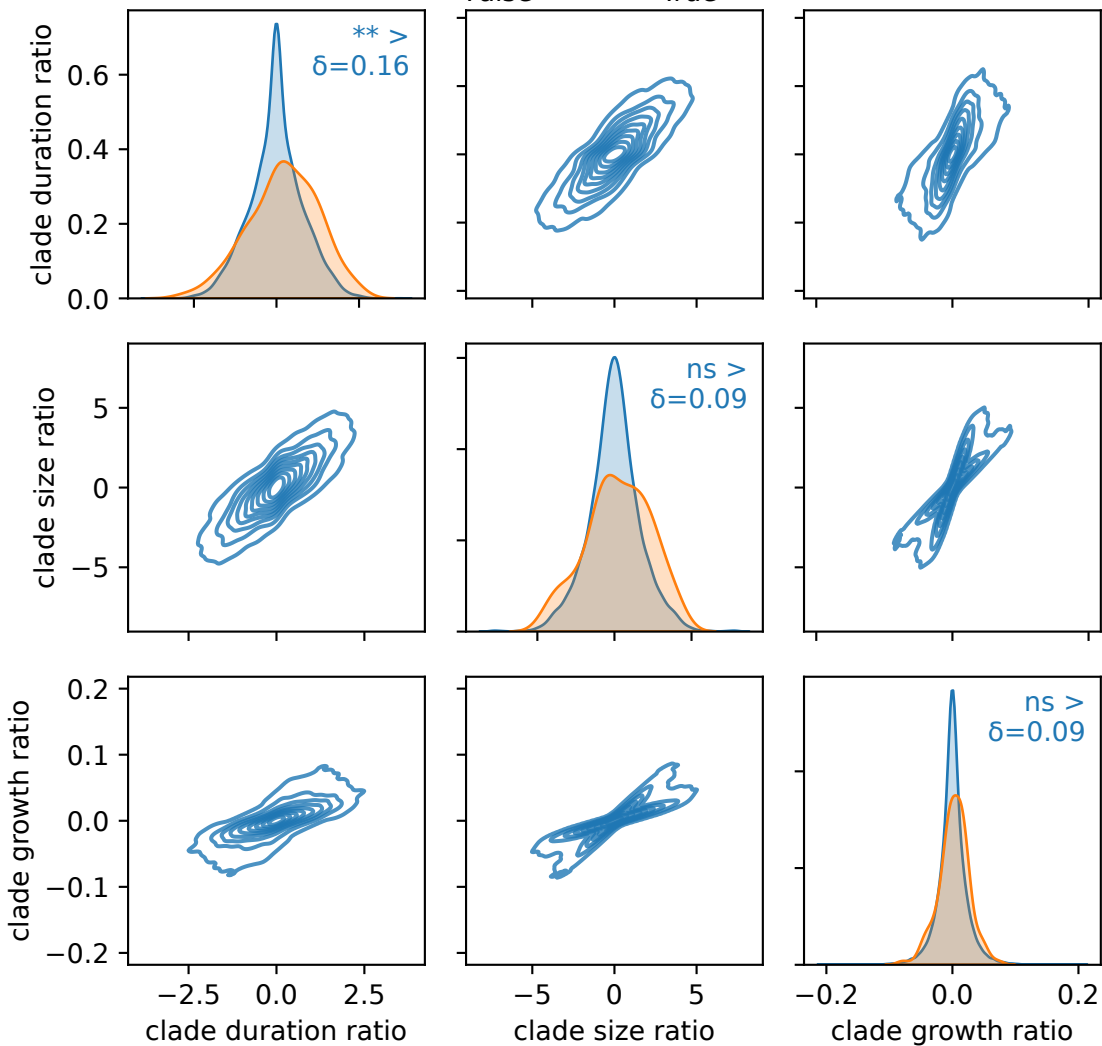 clade duration ratio
0.6
0.4
0.2
0.0
** >
δ=0.16
clade size ratio
5
0
−5
ns >
δ=0.09
clade growth ratio
0.2
0.1
0.0
−0.1
−0.2
ns >
δ=0.09
−2.5 0.0 2.5
clade duration ratio
−5 0 5
clade size ratio
−0.2 0.0 0.2
clade growth ratio